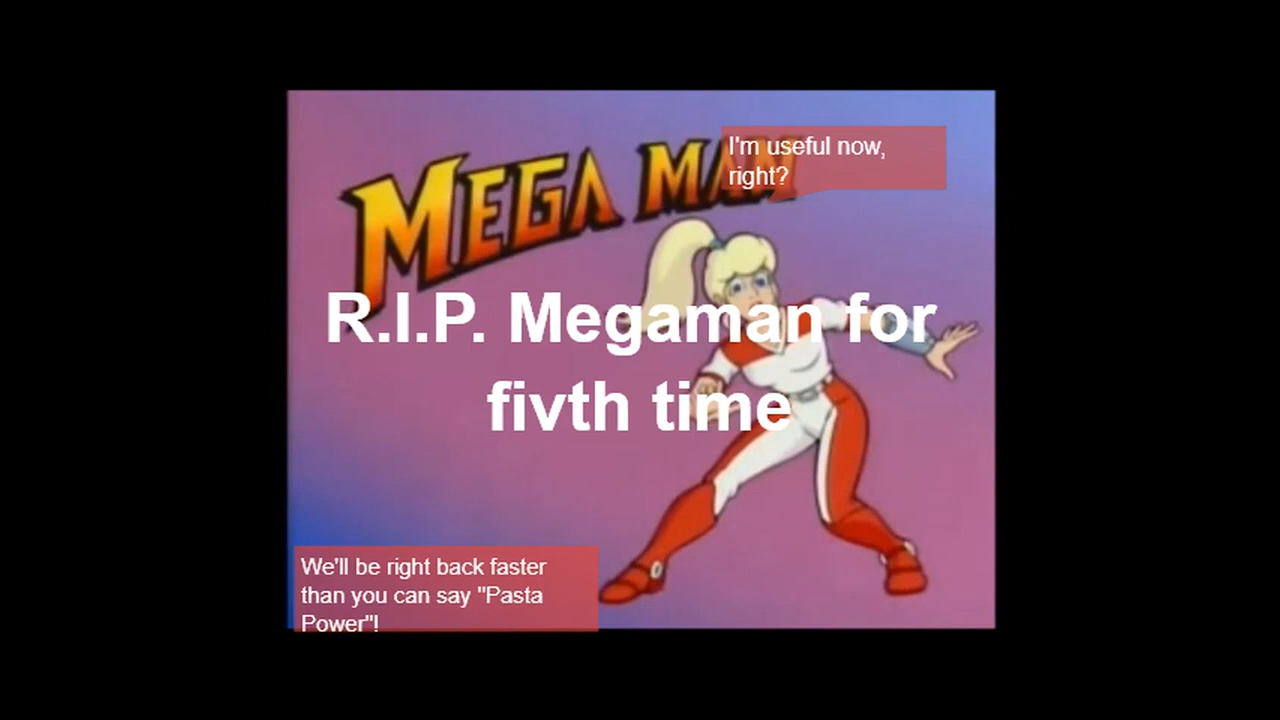 MEGA MAN
I'm useful now,
right?
R.I.P. Megaman for
fivth time
We'll be right back faster
than you can say "Pasta
Power"!